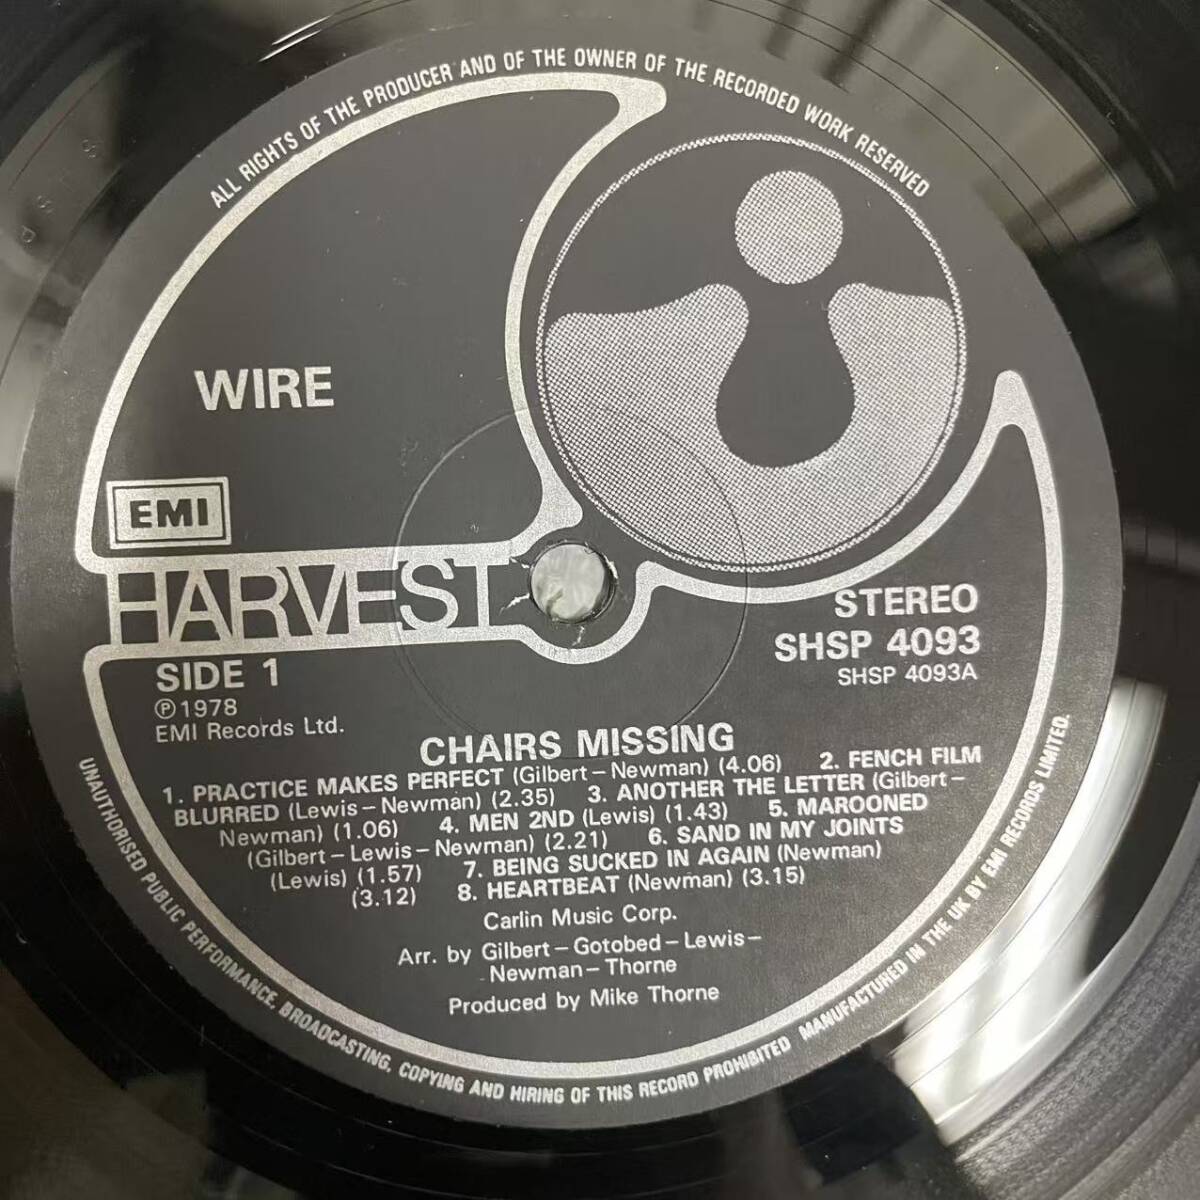 ALL RIGHTS OF THE PRODUCER AND OF THE OWNER OF THE RECORDED WORK RESERVED
WIRE
EMI
HARVEST
STEREO
SHSP 4093
SHSP 4093A
SIDE 1
Ⓟ1978
EMI Records Ltd.
CHAIRS MISSING
1. PRACTICE MAKES PERFECT (Gilbert–Newman) (4.06) 2. FENCH FILM
BLURRED (Lewis–Newman) (2.35) 3. ANOTHER THE LETTER (Gilbert–
Newman) (1.06) 4. MEN 2ND (Lewis) (1.43) 5. MAROONED
(Gilbert–Lewis–Newman) (2.21) 6. SAND IN MY JOINTS
(Lewis) (1.57) 7. BEING SUCKED IN AGAIN (Newman)
(3.12) 8. HEARTBEAT (Newman) (3.15)
Carlin Music Corp.
Arr. by Gilbert–Gotobed–Lewis–
Newman–Thorne
Produced by Mike Thorne
UNAUTHORISED PUBLIC PERFORMANCE, BROADCASTING, COPYING AND HIRING OF THIS RECORD PROHIBITED MANUFACTURED IN THE UK BY EMI RECORDS LIMITED.